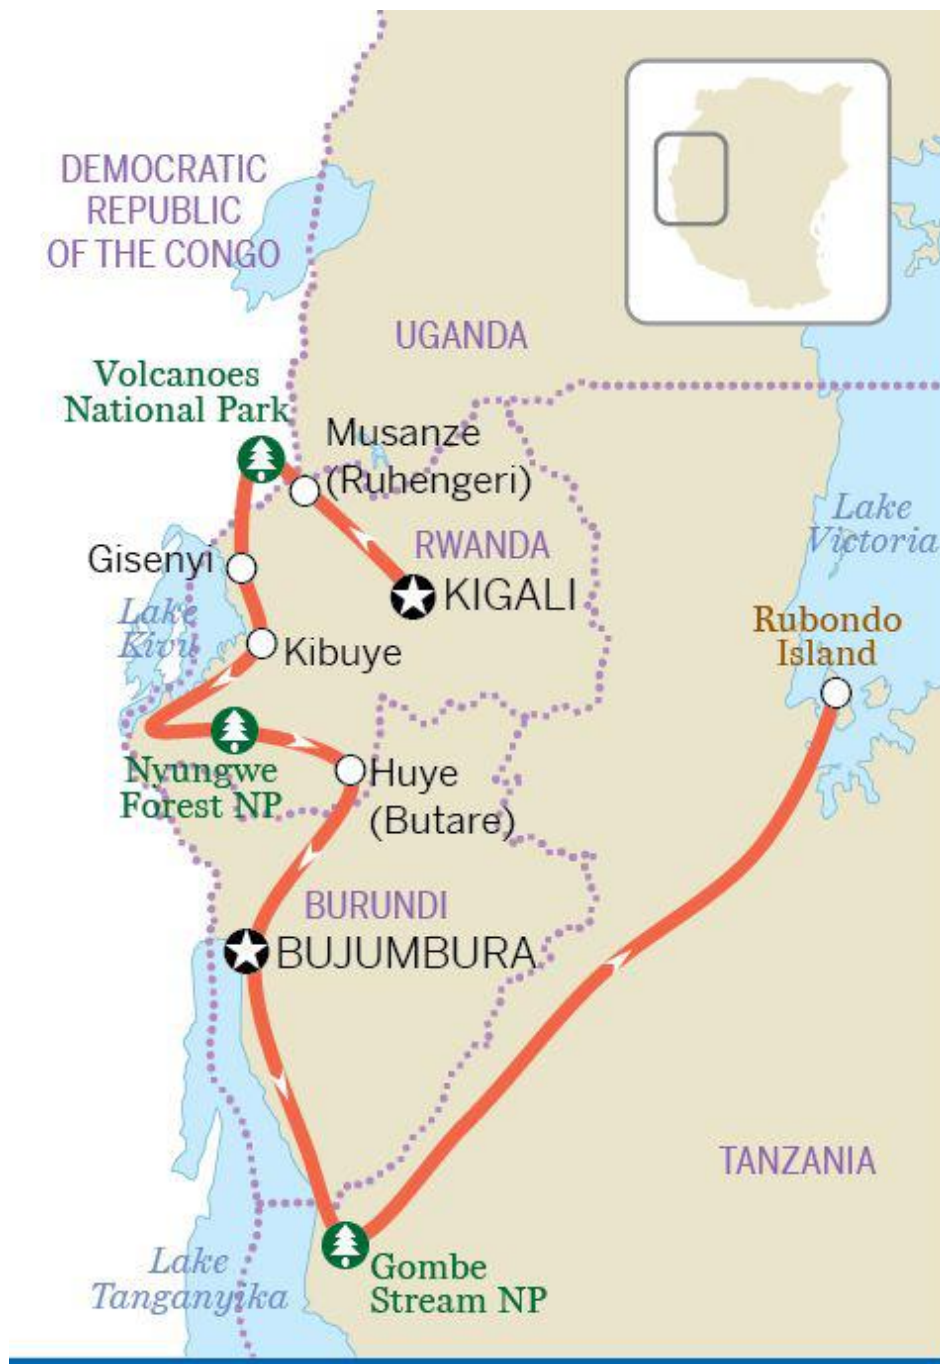 DEMOCRATIC
REPUBLIC
OF THE CONGO
UGANDA
Volcanoes
National Park
Musanze
(Ruhengeri)
Lake
Victoria
RWANDA
Gisenyi
KIGALI
Lake
Kivu
Rubondo
Island
Kibuye
Nyungwe
Forest NP
Huye
(Butare)
BURUNDI
BUJUMBURA
TANZANIA
Lake
Tanganyika
Gombe
Stream NP